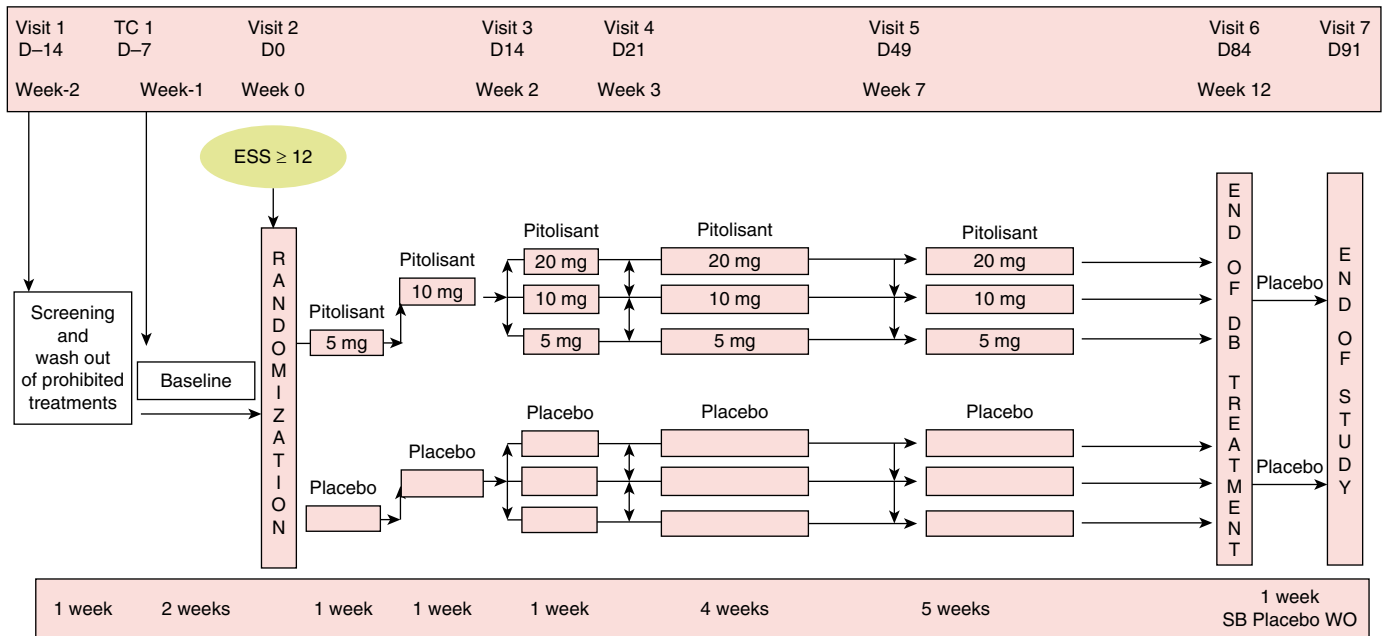 Visit 1 TC 1 Visit 2 Visit 3 Visit 4 Visit 5 Visit 6 Visit 7
D–14 D–7 D0 D14 D21 D49 D84 D91
Week-2 Week-1 Week 0 Week 2 Week 3 Week 7 Week 12
ESS ≥ 12
Screening
and
wash out
of prohibited
treatments
Baseline
RANDOMIZATION
Pitolisant
5 mg
Pitolisant
10 mg
Pitolisant
20 mg
10 mg
5 mg
Pitolisant
20 mg
10 mg
5 mg
Pitolisant
20 mg
10 mg
5 mg
Placebo
Placebo
Placebo
Placebo
Placebo
END OF DB TREATMENT
Placebo
Placebo
END OF STUDY
1 week 2 weeks 1 week 1 week 1 week 4 weeks 5 weeks 1 week
SB Placebo WO